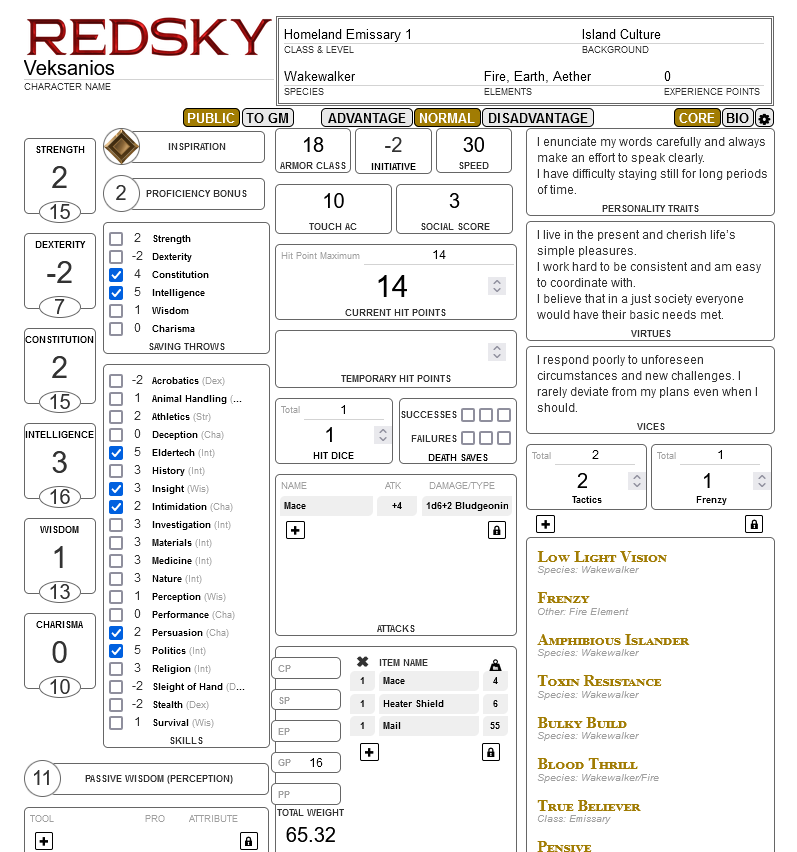 REDSKY
Veksanios
CHARACTER NAME
Homeland Emissary 1
Island Culture
CLASS & LEVEL
BACKGROUND
Wakewalker
Fire, Earth, Aether
0
SPECIES
ELEMENTS
EXPERIENCE POINTS
PUBLIC
TO GM
ADVANTAGE
NORMAL
DISADVANTAGE
CORE
BIO
STRENGTH
2
15
DEXTERITY
-2
7
CONSTITUTION
2
15
INTELLIGENCE
3
16
WISDOM
1
13
CHARISMA
0
10
INSPIRATION
2
PROFICIENCY BONUS
2 Strength
-2 Dexterity
4 Constitution
5 Intelligence
1 Wisdom
0 Charisma
SAVING THROWS
-2 Acrobatics (Dex)
1 Animal Handling (...
2 Athletics (Str)
0 Deception (Cha)
5 Eldertech (Int)
3 History (Int)
3 Insight (Wis)
2 Intimidation (Cha)
3 Investigation (Int)
3 Materials (Int)
3 Medicine (Int)
3 Nature (Int)
1 Perception (Wis)
0 Performance (Cha)
2 Persuasion (Cha)
5 Politics (Int)
3 Religion (Int)
-2 Sleight of Hand (D...
-2 Stealth (Dex)
1 Survival (Wis)
SKILLS
11
PASSIVE WISDOM (PERCEPTION)
TOOL PRO ATTRIBUTE
18
ARMOR CLASS
-2
INITIATIVE
30
SPEED
10
TOUCH AC
3
SOCIAL SCORE
Hit Point Maximum 14
14
CURRENT HIT POINTS
TEMPORARY HIT POINTS
Total 1
1
HIT DICE
SUCCESSES
FAILURES
DEATH SAVES
NAME ATK DAMAGE/TYPE
Mace +4 1d6+2 Bludgeonin
ATTACKS
CP
SP
EP
GP 16
PP
TOTAL WEIGHT
65.32
ITEM NAME
1 Mace 4
1 Heater Shield 6
1 Mail 55
I enunciate my words carefully and always
make an effort to speak clearly.
I have difficulty staying still for long periods
of time.
PERSONALITY TRAITS
I live in the present and cherish life's
simple pleasures.
I work hard to be consistent and am easy
to coordinate with.
I believe that in a just society everyone
would have their basic needs met.
VIRTUES
I respond poorly to unforeseen
circumstances and new challenges. I
rarely deviate from my plans even when I
should.
VICES
Total 2
2
Tactics
Total 1
1
Frenzy
Low Light Vision
Species: Wakewalker
Frenzy
Other: Fire Element
Amphibious Islander
Species: Wakewalker
Toxin Resistance
Species: Wakewalker
Bulky Build
Species: Wakewalker
Blood Thrill
Species: Wakewalker/Fire
True Believer
Class: Emissary
Pensive